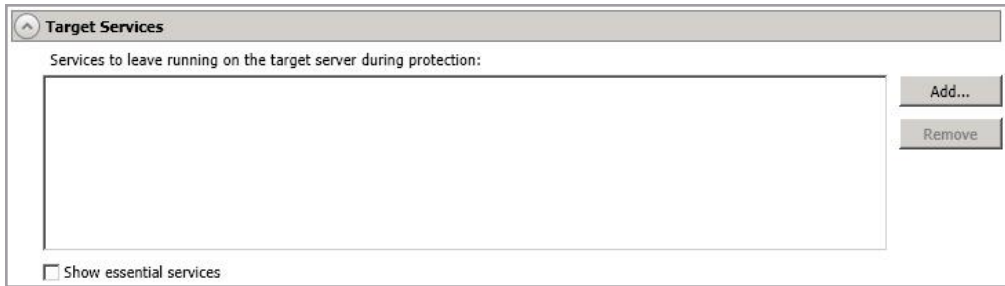 Target Services
Services to leave running on the target server during protection:
Add...
Remove
Show essential services